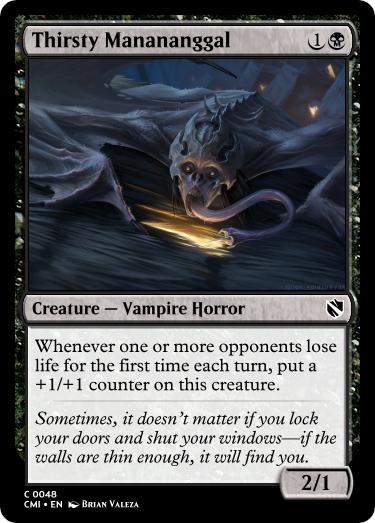 Thirsty Manananggal 1
Creature — Vampire Horror
Whenever one or more opponents lose
life for the first time each turn, put a
+1/+1 counter on this creature.
Sometimes, it doesn't matter if you lock
your doors and shut your windows—if the
walls are thin enough, it will find you.
2/1
C 0048
CMI • EN Brian Valeza